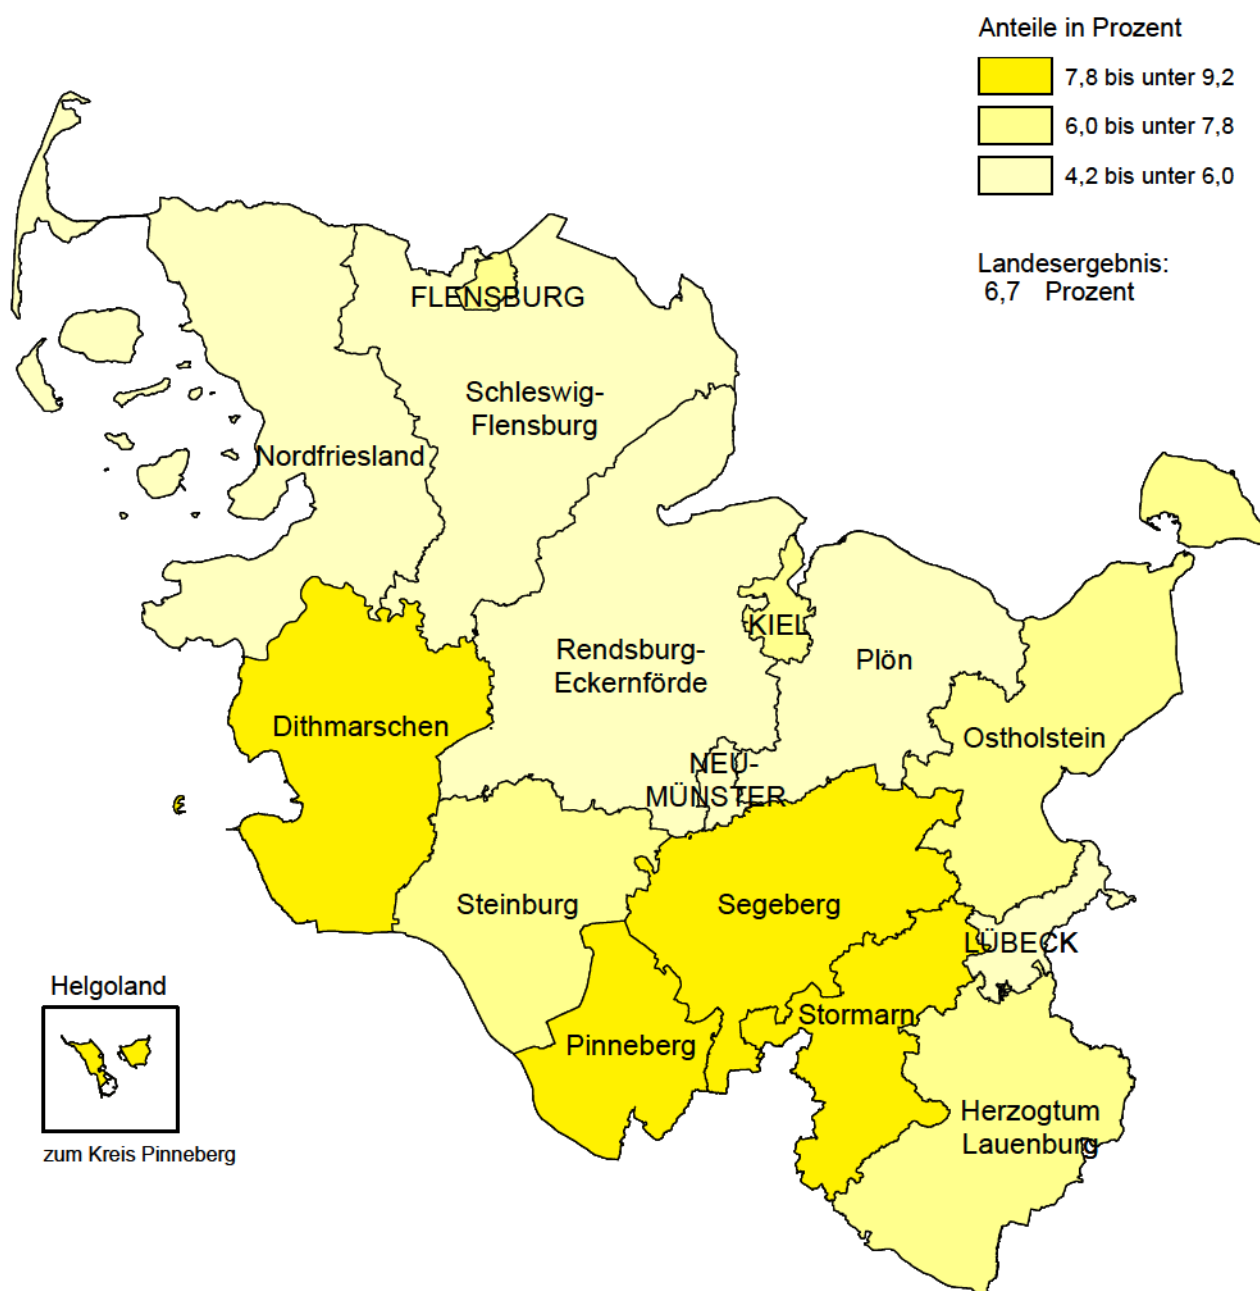 Anteile in Prozent
7,8 bis unter 9,2
6,0 bis unter 7,8
4,2 bis unter 6,0
Landesergebnis:
6,7 Prozent
FLENSBURG
Schleswig-
Flensburg
Nordfriesland
KIEL
Rendsburg-
Eckernförde
Plön
Dithmarschen
Ostholstein
NEU-
MÜNSTER
Steinburg
Segeberg
LÜBECK
Helgoland
Stormarn
Pinneberg
Herzogtum
Lauenburg
zum Kreis Pinneberg